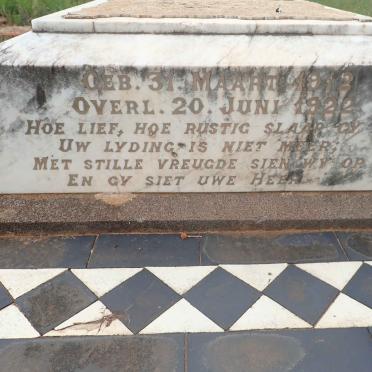 GEB. 31. MAART 1912
OVERL. 20. JUNI 1922
HOE LIEF, HOE RUSTIG SLAAP GY
UW LYDING IS NIET MEER;
MET STILLE VREUGDE SIEN WY OP
EN GY SIET UWE HEER.